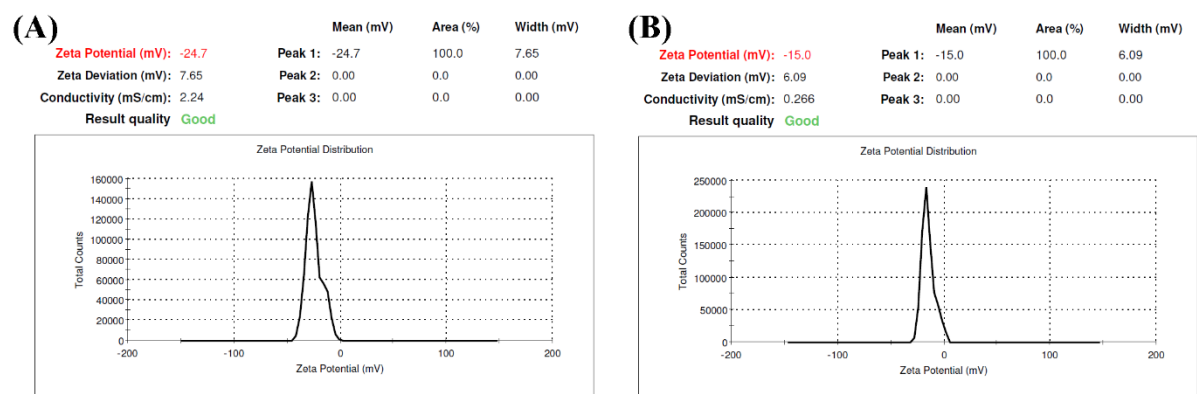 (A)
Mean (mV) Area (%) Width (mV)
Zeta Potential (mV): -24.7 Peak 1: -24.7 100.0 7.65
Zeta Deviation (mV): 7.65 Peak 2: 0.00 0.0 0.00
Conductivity (mS/cm): 2.24 Peak 3: 0.00 0.0 0.00
Result quality Good
Zeta Potential Distribution
Total Counts
160000
140000
120000
100000
80000
60000
40000
20000
0
-200 -100 0 100 200
Zeta Potential (mV)
(B)
Mean (mV) Area (%) Width (mV)
Zeta Potential (mV): -15.0 Peak 1: -15.0 100.0 6.09
Zeta Deviation (mV): 6.09 Peak 2: 0.00 0.0 0.00
Conductivity (mS/cm): 0.266 Peak 3: 0.00 0.0 0.00
Result quality Good
Zeta Potential Distribution
Total Counts
250000
200000
150000
100000
50000
0
-200 -100 0 100 200
Zeta Potential (mV)